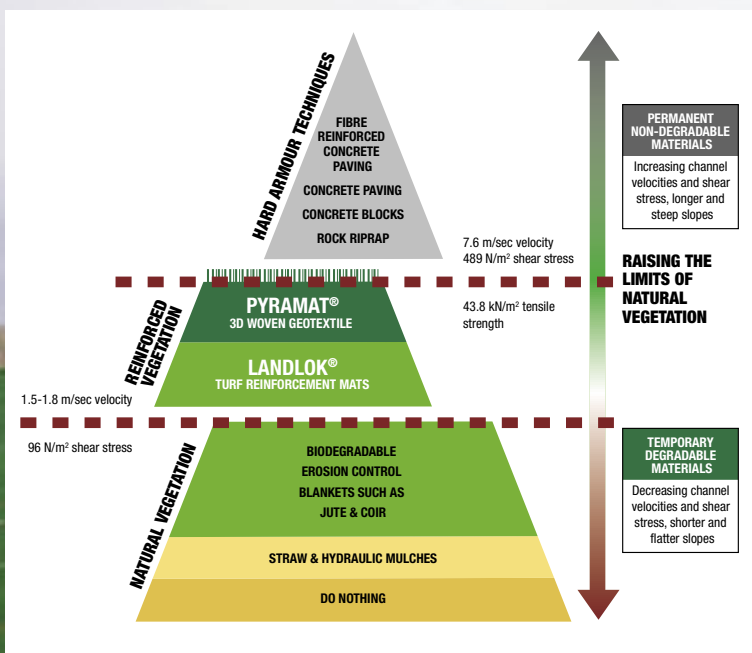 HARD ARMOUR TECHNIQUES
FIBRE
REINFORCED
CONCRETE
PAVING
CONCRETE PAVING
CONCRETE BLOCKS
ROCK RIPRAP
7.6 m/sec velocity
489 N/m² shear stress
43.8 kN/m² tensile
strength
REINFORCED
VEGETATION
PYRAMAT®
3D WOVEN GEOTEXTILE
LANDLOK®
TURF REINFORCEMENT MATS
1.5-1.8 m/sec velocity
96 N/m² shear stress
NATURAL VEGETATION
BIODEGRADABLE
EROSION CONTROL
BLANKETS SUCH AS
JUTE & COIR
STRAW & HYDRAULIC MULCHES
DO NOTHING
PERMANENT
NON-DEGRADABLE
MATERIALS
Increasing channel
velocities and shear
stress, longer and
steep slopes
RAISING THE
LIMITS OF
NATURAL
VEGETATION
TEMPORARY
DEGRADABLE
MATERIALS
Decreasing channel
velocities and shear
stress, shorter and
flatter slopes